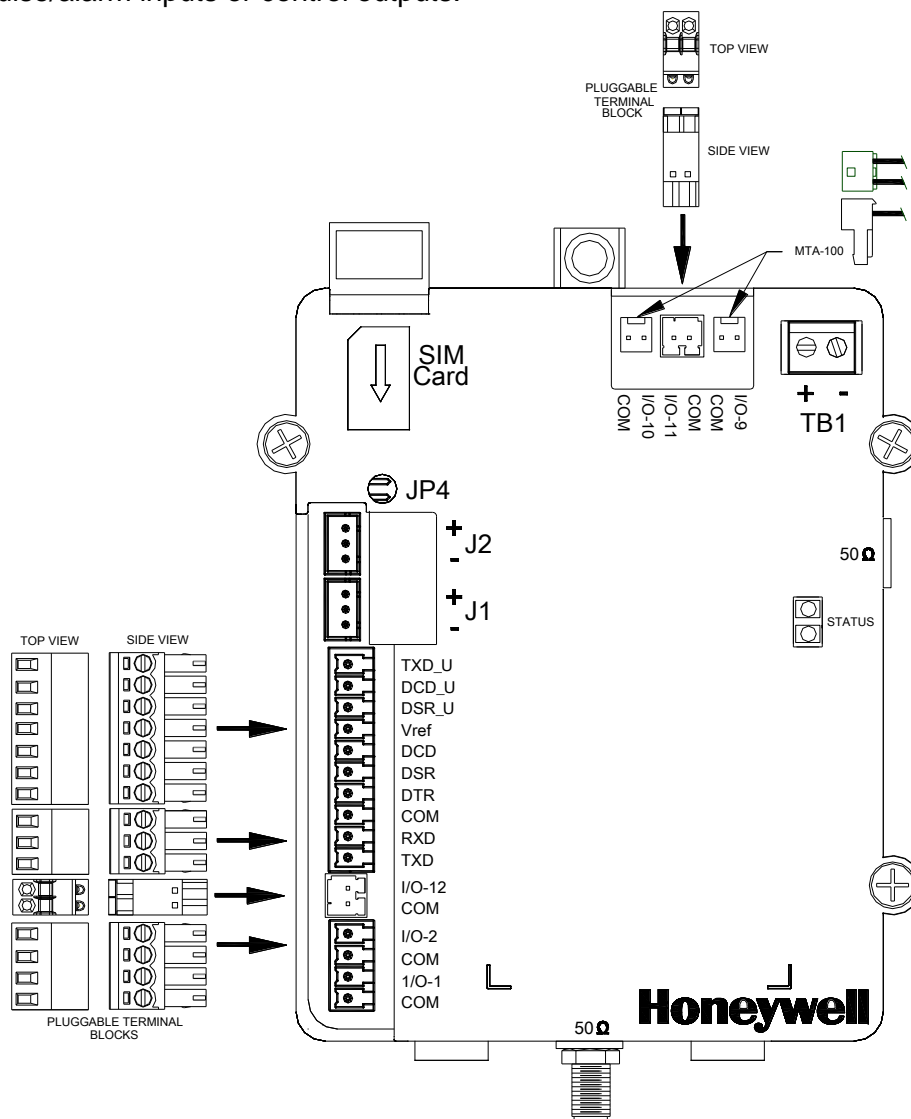 pulse/alarm inputs or control outputs.
TOP VIEW
PLUGGABLE
TERMINAL
BLOCK
SIDE VIEW
MTA-100
SIM
Card
COM
I/O-10
I/O-11
COM
COM
I/O-9
+ -
TB1
JP4
+
J2
-
+
J1
-
50Ω
STATUS
TOP VIEW SIDE VIEW
TXD_U
DCD_U
DSR_U
Vref
DCD
DSR
DTR
COM
RXD
TXD
I/O-12
COM
I/O-2
COM
1/O-1
COM
PLUGGABLE TERMINAL
BLOCKS
Honeywell
50Ω